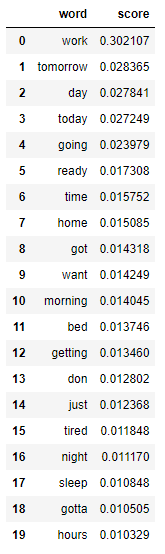 word score
0 work 0.302107
1 tomorrow 0.028365
2 day 0.027841
3 today 0.027249
4 going 0.023979
5 ready 0.017308
6 time 0.015752
7 home 0.015085
8 got 0.014318
9 want 0.014249
10 morning 0.014045
11 bed 0.013746
12 getting 0.013460
13 don 0.012802
14 just 0.012368
15 tired 0.011848
16 night 0.011170
17 sleep 0.010848
18 gotta 0.010505
19 hours 0.010329